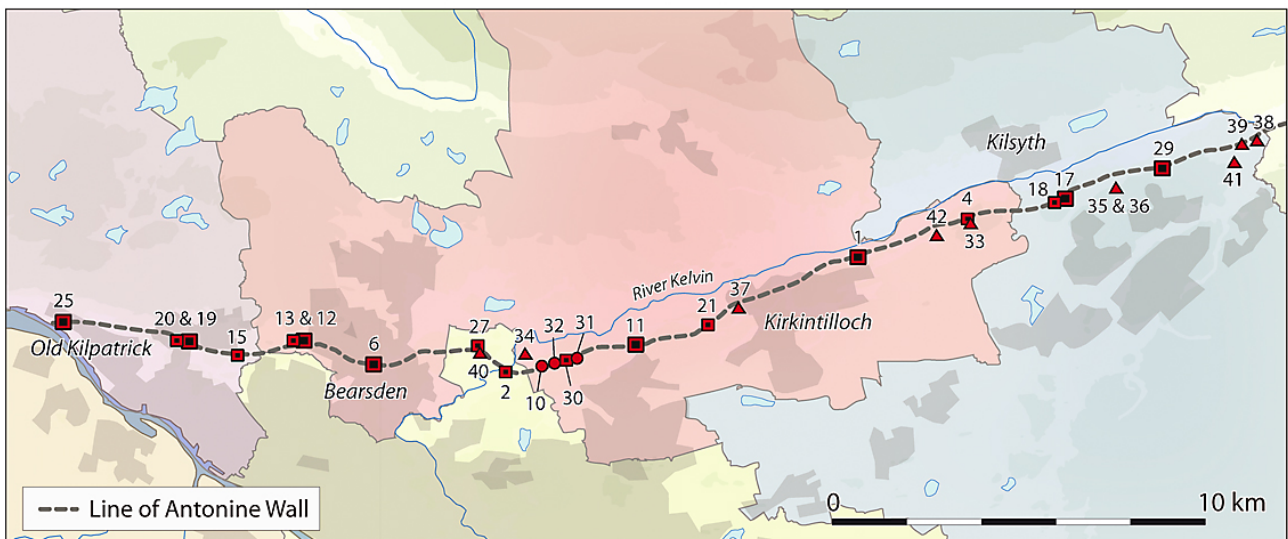 39 38
Kilsyth
29
41
17
18
35 & 36
4
42
33
1
River Kelvin
37
25
21
Kirkintilloch
20 & 19
13 & 12
27
34
32
31
11
15
Old Kilpatrick
6
40
Bearsden
2
10
30
Line of Antonine Wall
0
10 km